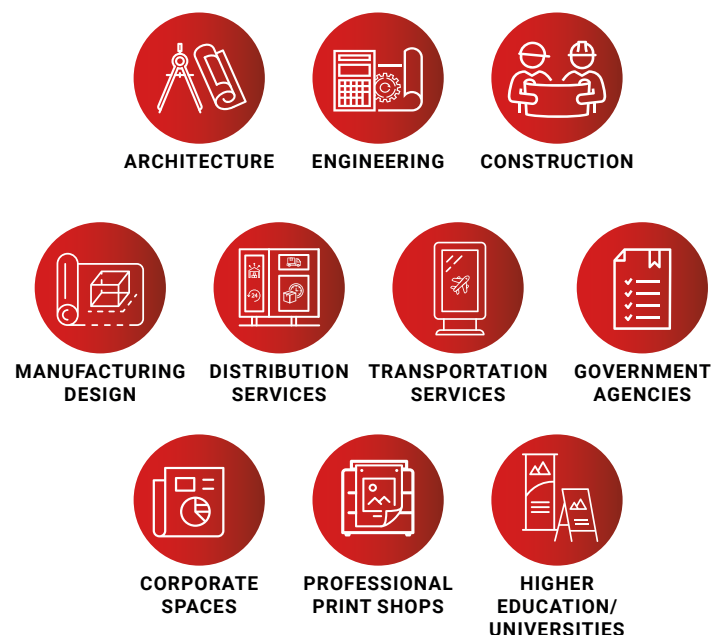 ARCHITECTURE
ENGINEERING
CONSTRUCTION
24
MANUFACTURING
DESIGN
DISTRIBUTION
SERVICES
TRANSPORTATION
SERVICES
GOVERNMENT
AGENCIES
CORPORATE
SPACES
PROFESSIONAL
PRINT SHOPS
HIGHER
EDUCATION/
UNIVERSITIES